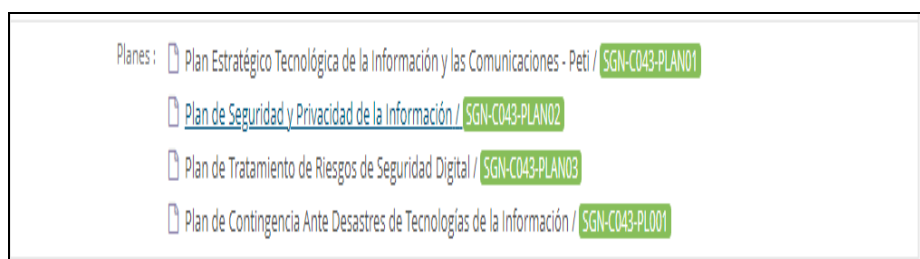 Planes : Plan Estratégico Tecnológica de la Información y las Comunicaciones - Peti / SGN-C043-PLAN01
Plan de Seguridad y Privacidad de la Información / SGN-C043-PLAN02
Plan de Tratamiento de Riesgos de Seguridad Digital / SGN-C043-PLAN03
Plan de Contingencia Ante Desastres de Tecnologías de la Información / SGN-C043-PL001